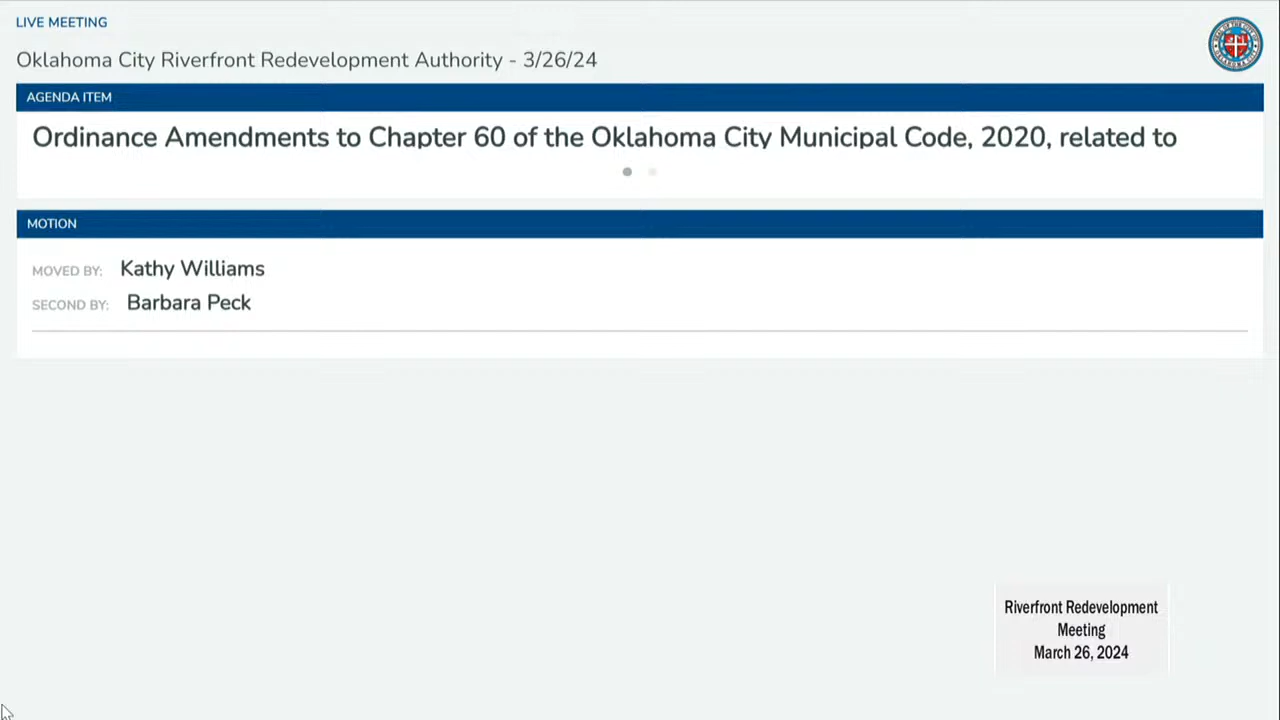 LIVE MEETING
Oklahoma City Riverfront Redevelopment Authority - 3/26/24
AGENDA ITEM
Ordinance Amendments to Chapter 60 of the Oklahoma City Municipal Code, 2020, related to
MOTION
MOVED BY: Kathy Williams
SECOND BY: Barbara Peck
Riverfront Redevelopment
Meeting
March 26, 2024